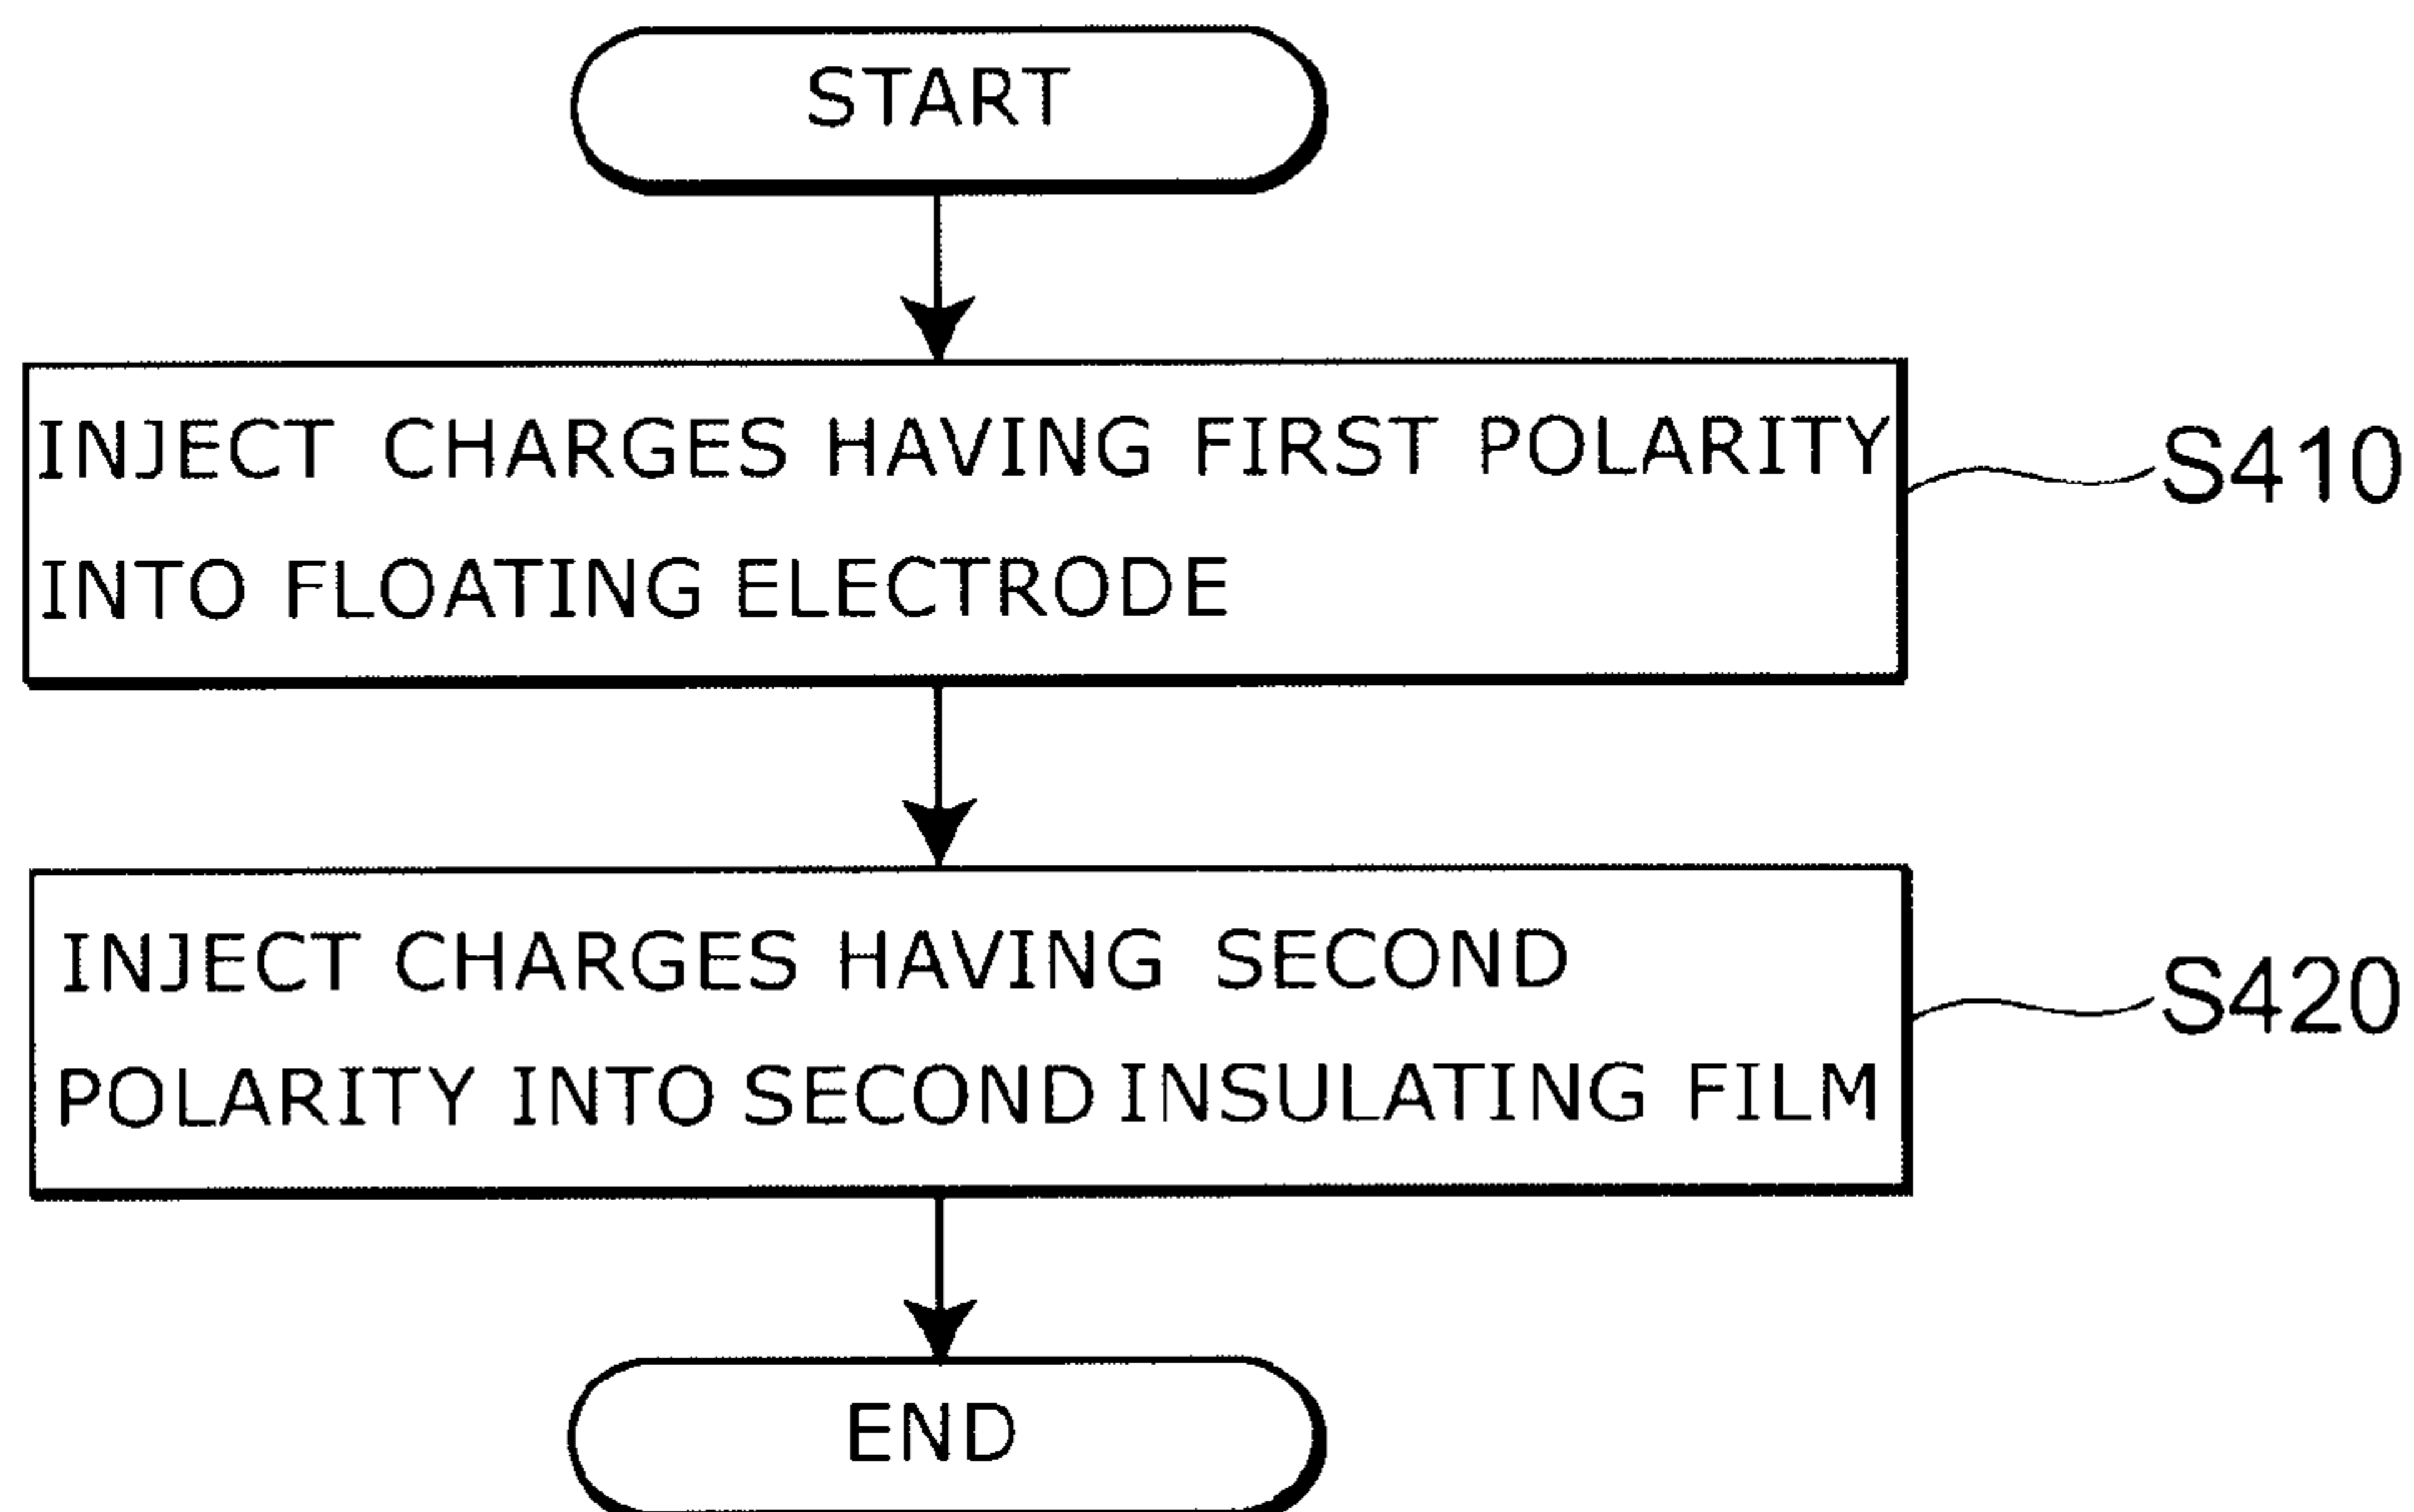 START
INJECT CHARGES HAVING FIRST POLARITY
INTO FLOATING ELECTRODE
S410
INJECT CHARGES HAVING SECOND
POLARITY INTO SECOND INSULATING FILM
S420
END